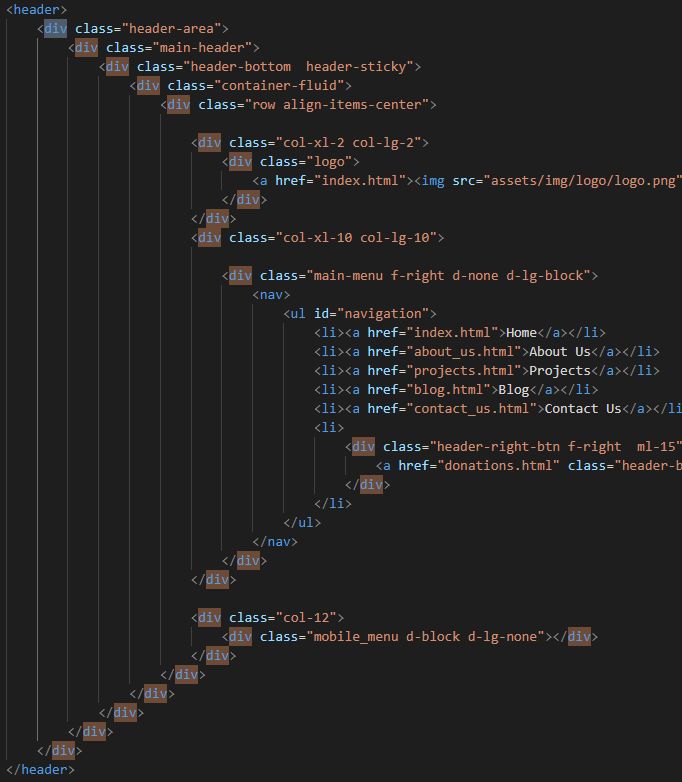 <header>
    <div class="header-area">
        <div class="main-header">
            <div class="header-bottom  header-sticky">
                <div class="container-fluid">
                    <div class="row align-items-center">

                        <div class="col-xl-2 col-lg-2">
                            <div class="logo">
                                <a href="index.html"><img src="assets/img/logo/logo.png"
                            </div>
                        </div>
                        <div class="col-xl-10 col-lg-10">

                            <div class="main-menu f-right d-none d-lg-block">
                                <nav>
                                    <ul id="navigation">
                                        <li><a href="index.html">Home</a></li>
                                        <li><a href="about_us.html">About Us</a></li>
                                        <li><a href="projects.html">Projects</a></li>
                                        <li><a href="blog.html">Blog</a></li>
                                        <li><a href="contact_us.html">Contact Us</a></li
                                        <li>
                                            <div class="header-right-btn f-right  ml-15"
                                                <a href="donations.html" class="header-b
                                            </div>
                                        </li>
                                    </ul>
                                </nav>
                            </div>
                        </div>

                        <div class="col-12">
                            <div class="mobile_menu d-block d-lg-none"></div>
                        </div>
                    </div>
                </div>
            </div>
        </div>
    </div>
</header>